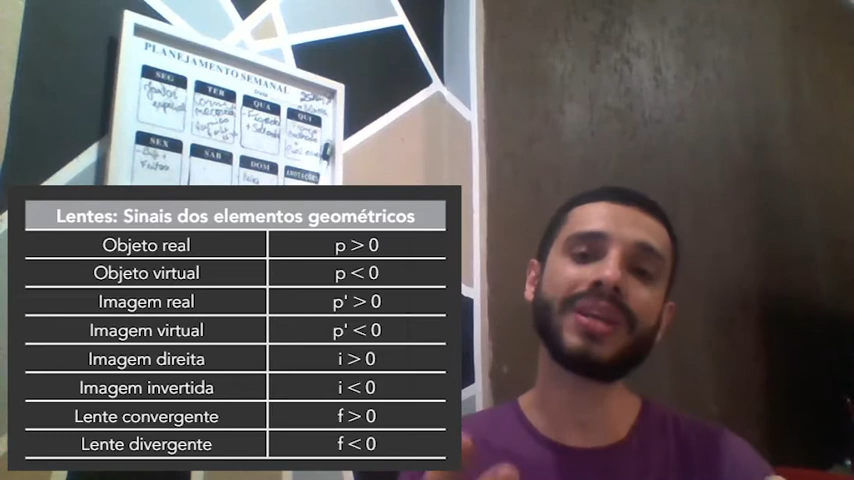 PLANEJAMENTO SEMANAL
SEG
TER
QUA
QUI
SEX
SAB
DOM
ANOTAÇÕES
Lentes: Sinais dos elementos geométricos
Objeto real p > 0
Objeto virtual p < 0
Imagem real p' > 0
Imagem virtual p' < 0
Imagem direita i > 0
Imagem invertida i < 0
Lente convergente f > 0
Lente divergente f < 0